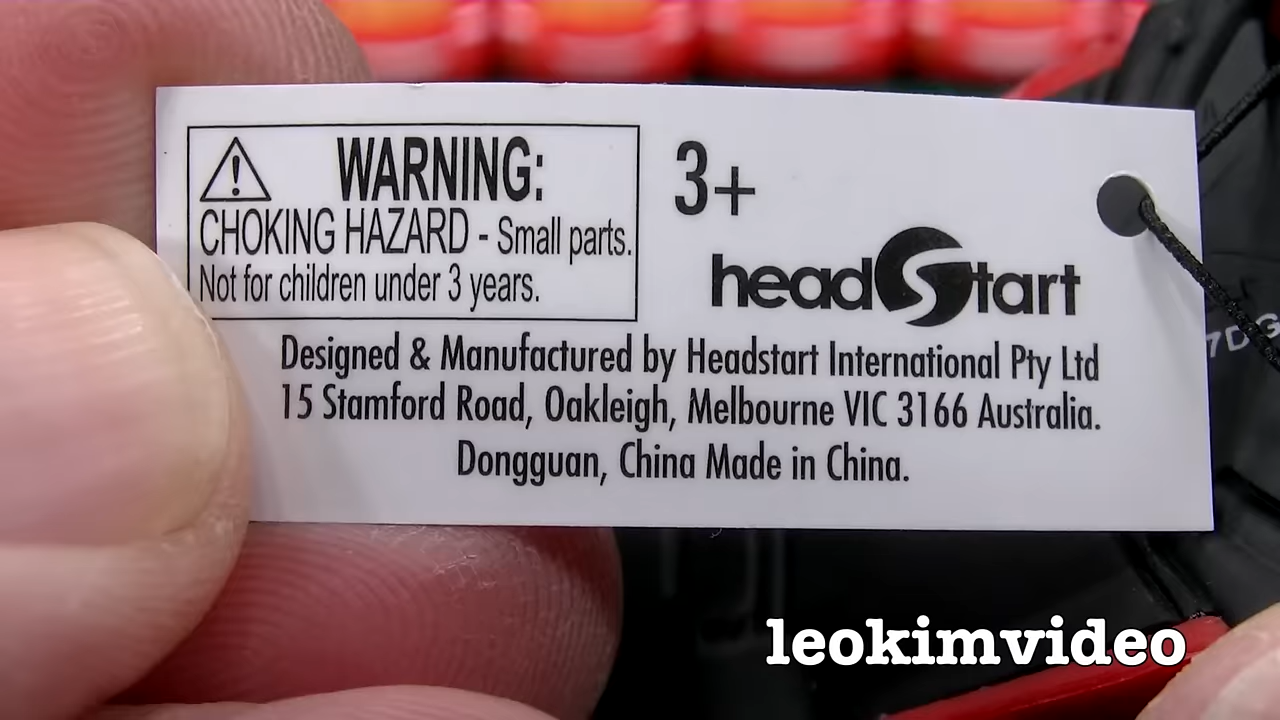 WARNING:
CHOKING HAZARD - Small parts.
Not for children under 3 years.
3+
headstart
Designed & Manufactured by Headstart International Pty Ltd
15 Stamford Road, Oakleigh, Melbourne VIC 3166 Australia.
Dongguan, China Made in China.
7DG
leokimvideo